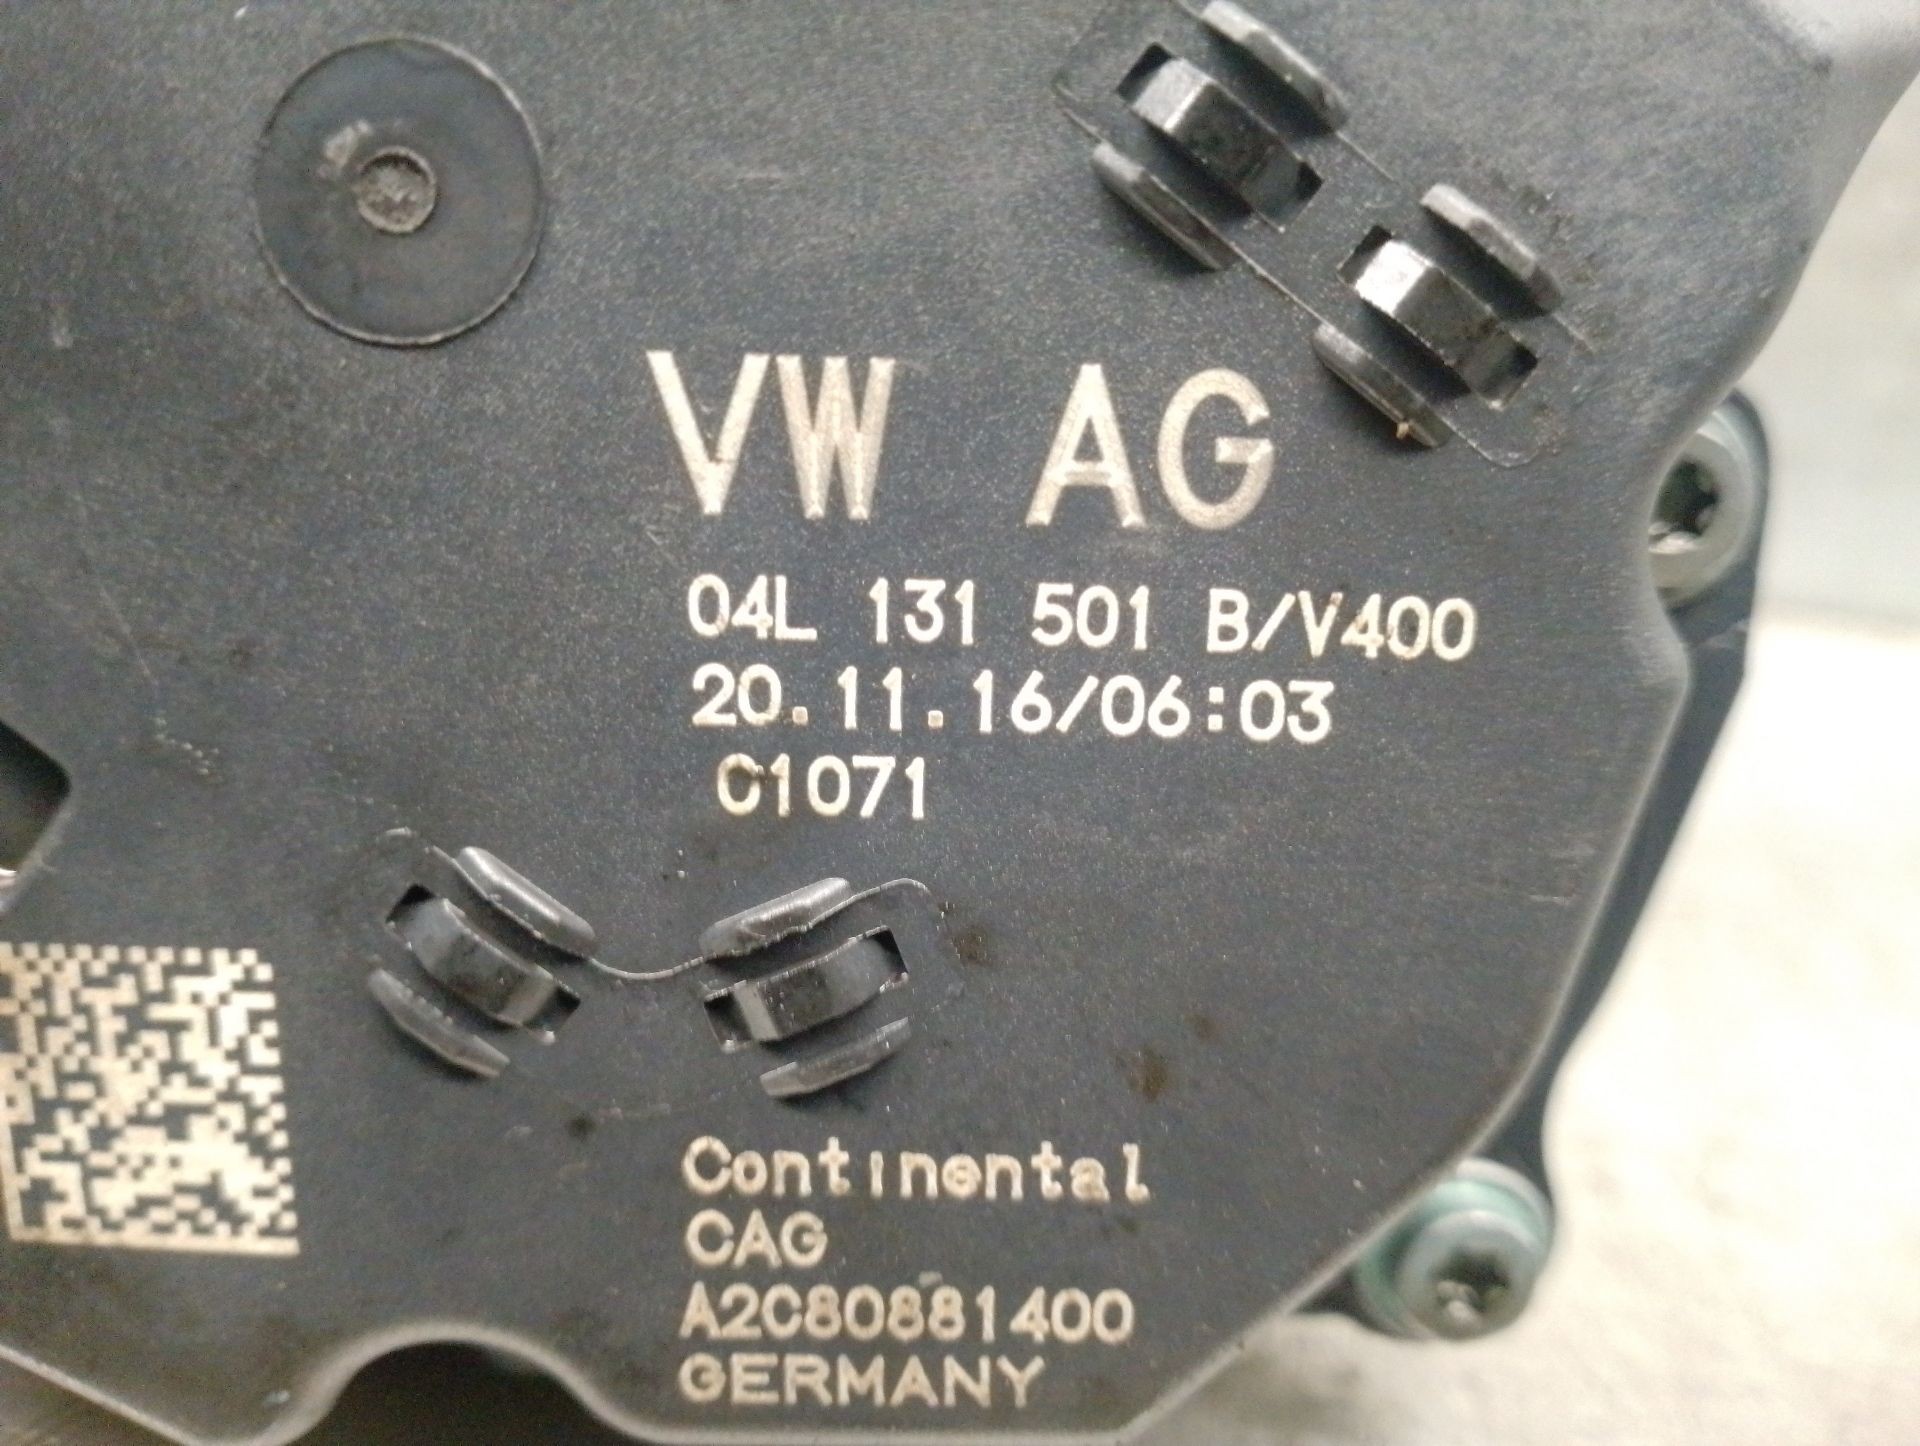 VW AG
04L 131 501 B/V400
20.11.16/06:03
C1071
Continental
CAG
A2C80881400
GERMANY